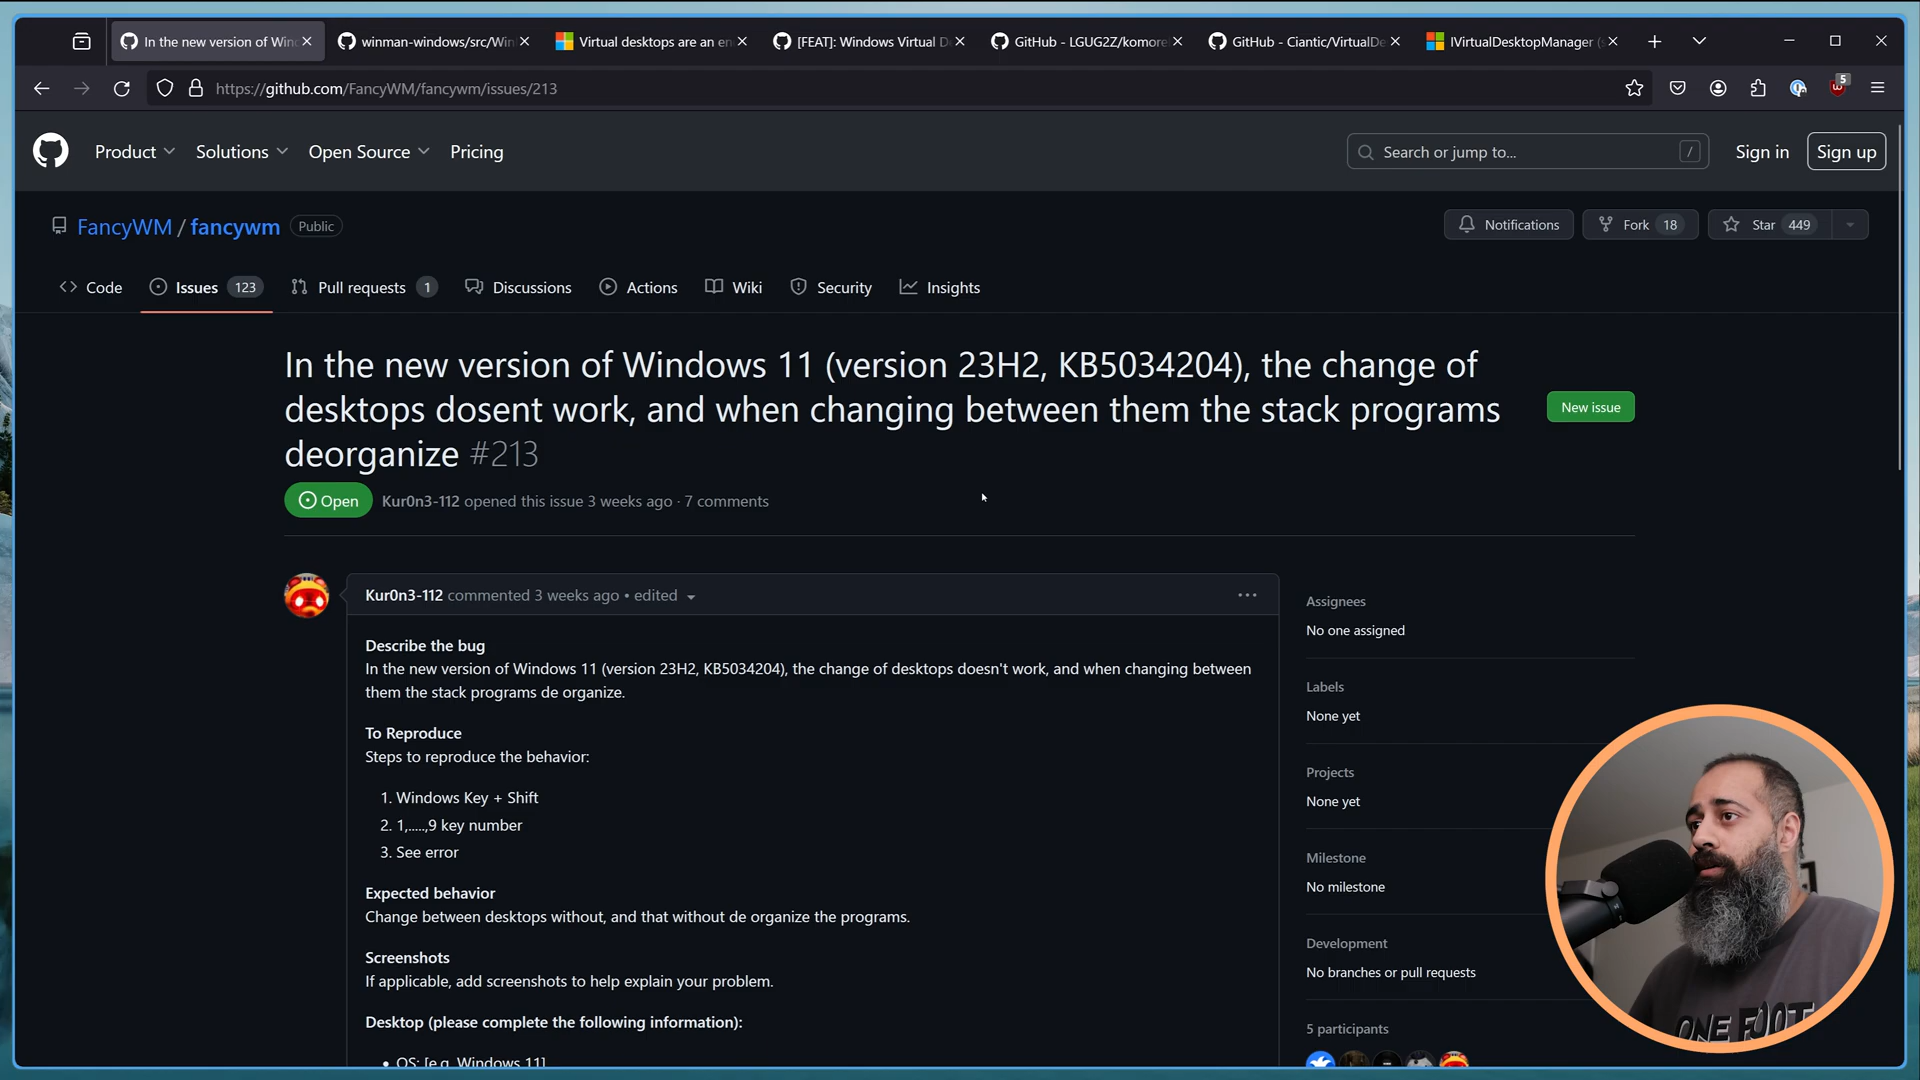 In the new version of Win
winman-windows/src/Win
Virtual desktops are an en
[FEAT]: Windows Virtual D
GitHub - LGUG2Z/komore
GitHub - Ciantic/VirtualDe
IVirtualDesktopManager (s
https://github.com/FancyWM/fancywm/issues/213
5
Product
Solutions
Open Source
Pricing
Search or jump to...
/
Sign in
Sign up
FancyWM / fancywm
Public
Notifications
Fork 18
Star 449
Code
Issues 123
Pull requests 1
Discussions
Actions
Wiki
Security
Insights
In the new version of Windows 11 (version 23H2, KB5034204), the change of
desktops dosent work, and when changing between them the stack programs
deorganize #213
New issue
Open
Kur0n3-112 opened this issue 3 weeks ago · 7 comments
Kur0n3-112 commented 3 weeks ago • edited
Describe the bug
In the new version of Windows 11 (version 23H2, KB5034204), the change of desktops doesn't work, and when changing between
them the stack programs de organize.
To Reproduce
Steps to reproduce the behavior:
1. Windows Key + Shift
2. 1,.....,9 key number
3. See error
Expected behavior
Change between desktops without, and that without de organize the programs.
Screenshots
If applicable, add screenshots to help explain your problem.
Desktop (please complete the following information):
• OS: [e.g. Windows 11]
Assignees
No one assigned
Labels
None yet
Projects
None yet
Milestone
No milestone
Development
No branches or pull requests
5 participants
ONE FOOT